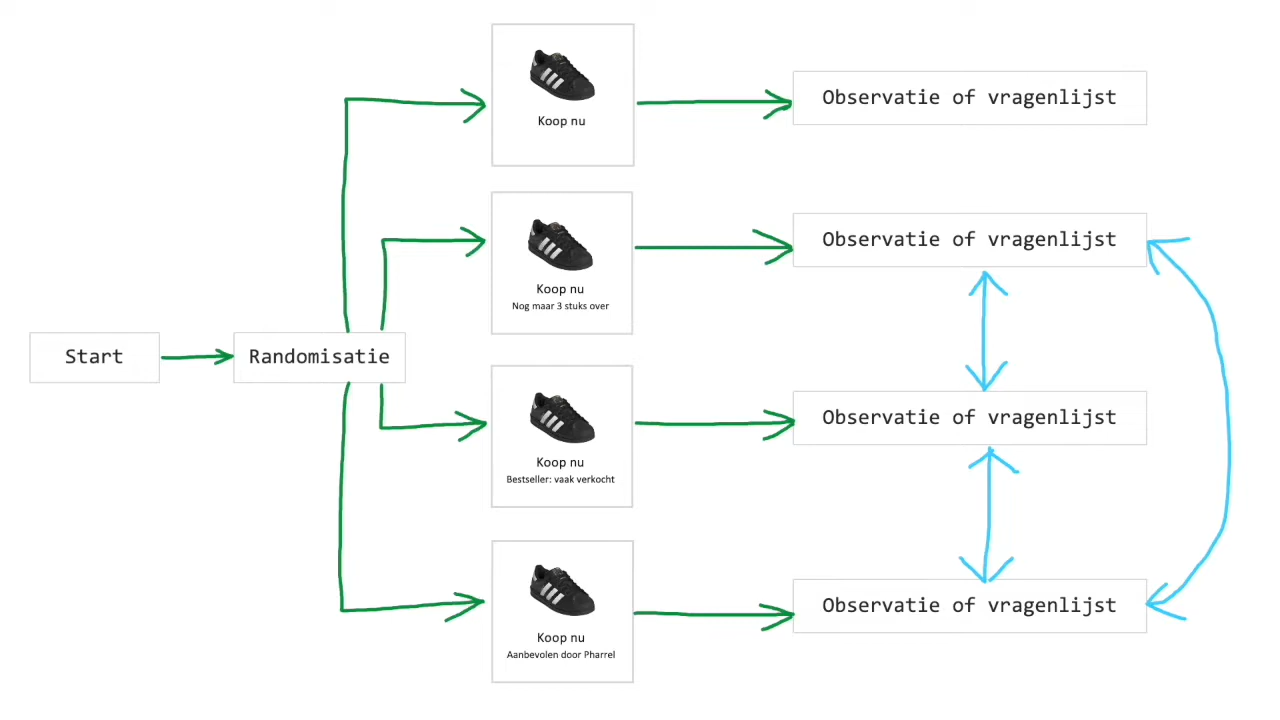 Koop nu
Observatie of vragenlijst
Koop nu
Nog maar 3 stuks over
Observatie of vragenlijst
Start
Randomisatie
Koop nu
Bestseller: vaak verkocht
Observatie of vragenlijst
Koop nu
Aanbevolen door Pharrel
Observatie of vragenlijst